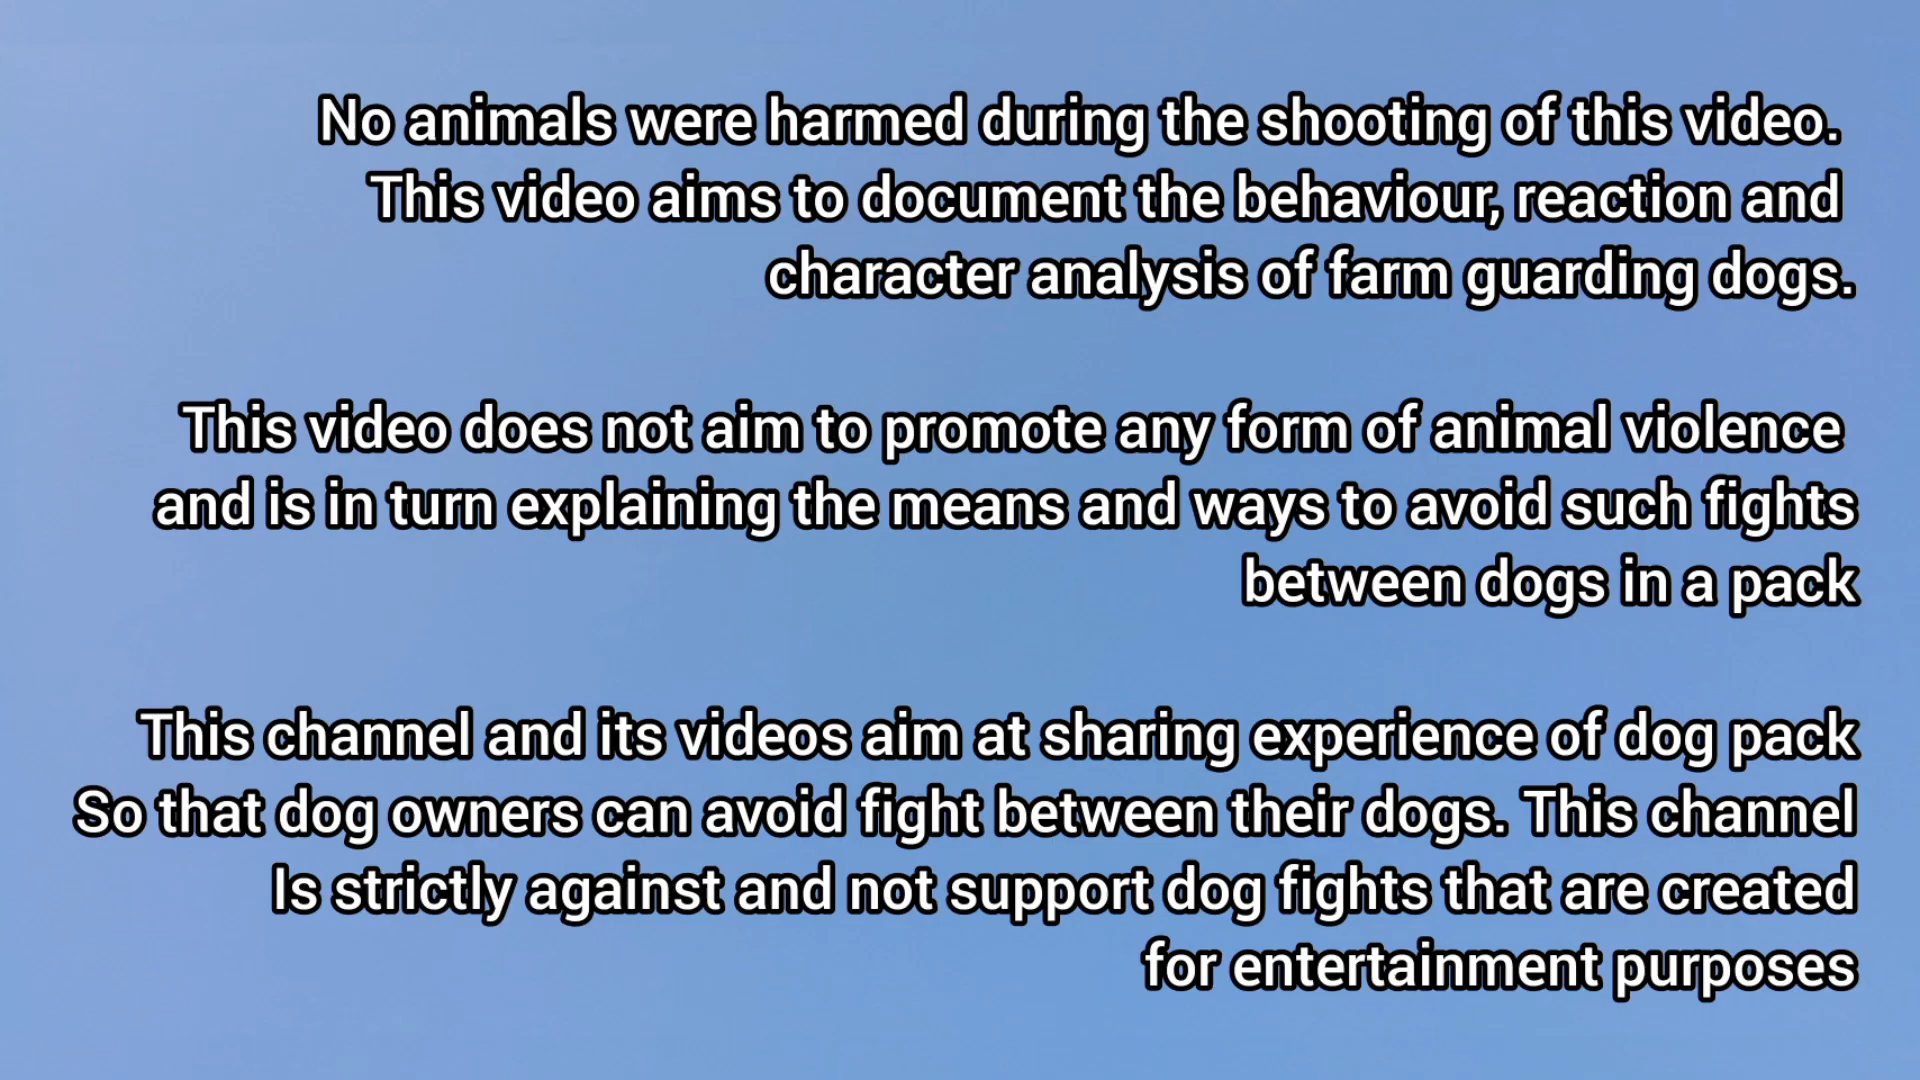 No animals were harmed during the shooting of this video.
This video aims to document the behaviour, reaction and
character analysis of farm guarding dogs.
This video does not aim to promote any form of animal violence
and is in turn explaining the means and ways to avoid such fights
between dogs in a pack
This channel and its videos aim at sharing experience of dog pack
So that dog owners can avoid fight between their dogs. This channel
Is strictly against and not support dog fights that are created
for entertainment purposes